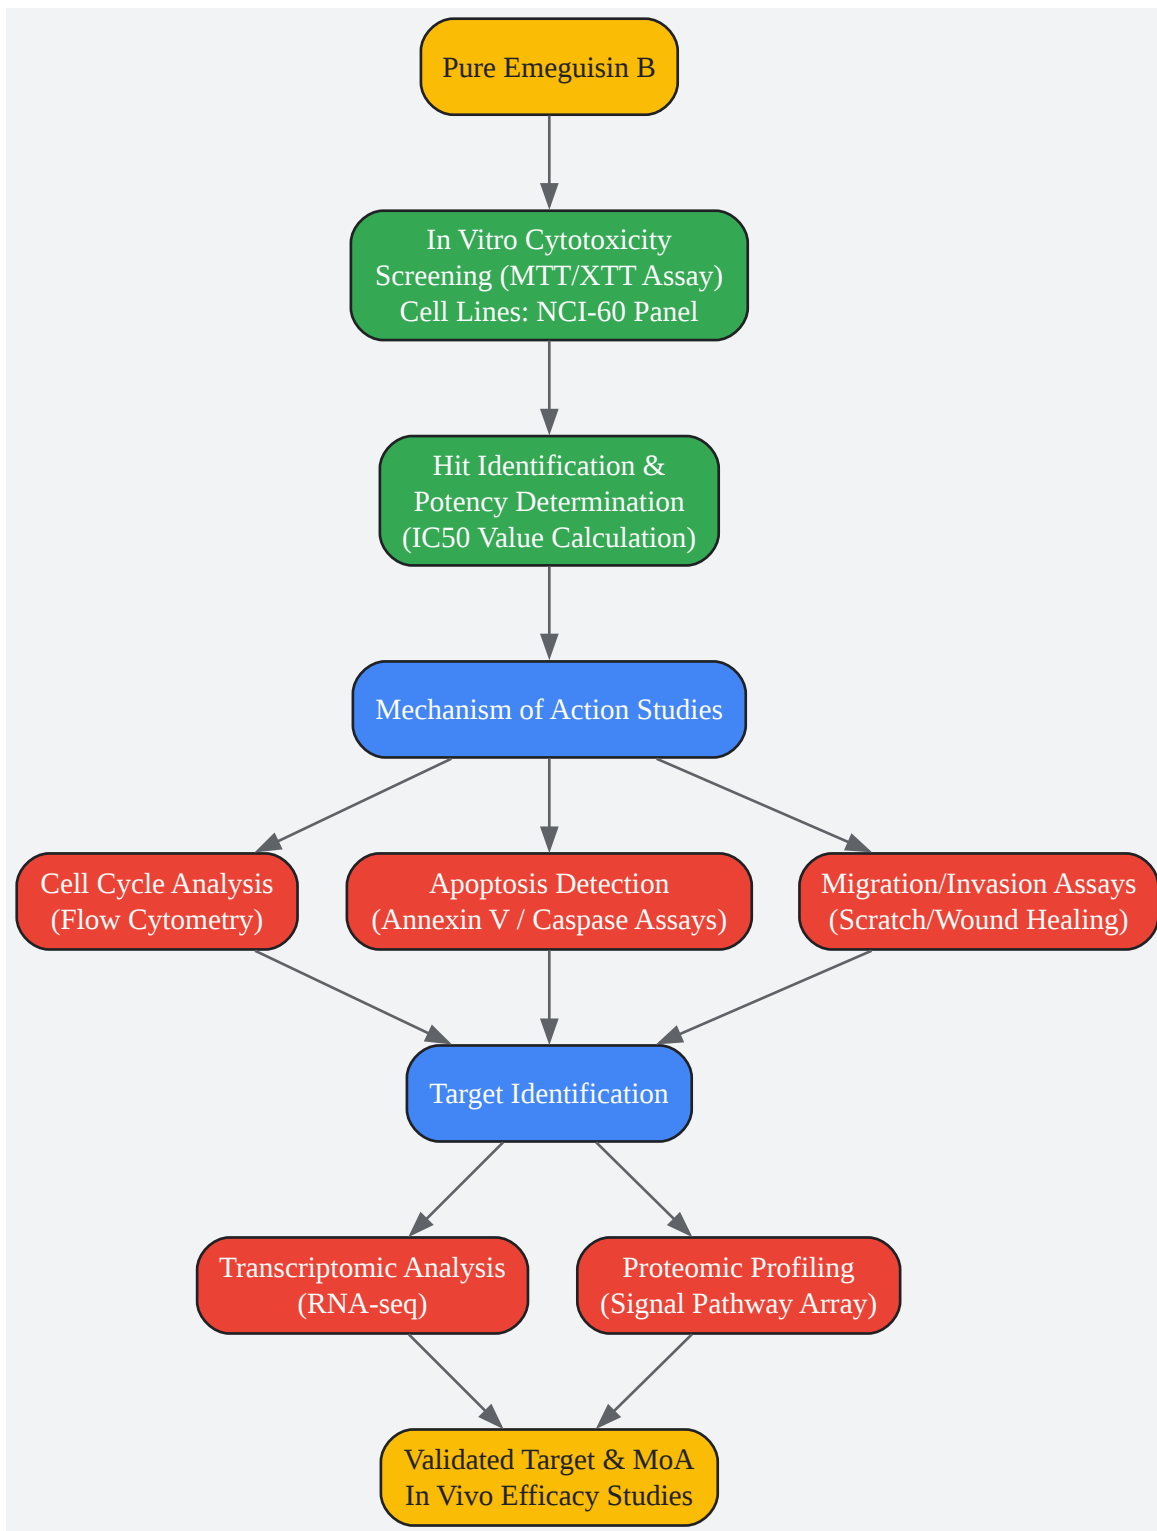 Pure Emeguisin B
In Vitro Cytotoxicity
Screening (MTT/XTT Assay)
Cell Lines: NCI-60 Panel
Hit Identification &
Potency Determination
(IC50 Value Calculation)
Mechanism of Action Studies
Cell Cycle Analysis
(Flow Cytometry)
Apoptosis Detection
(Annexin V / Caspase Assays)
Migration/Invasion Assays
(Scratch/Wound Healing)
Target Identification
Transcriptomic Analysis
(RNA-seq)
Proteomic Profiling
(Signal Pathway Array)
Validated Target & MoA
In Vivo Efficacy Studies